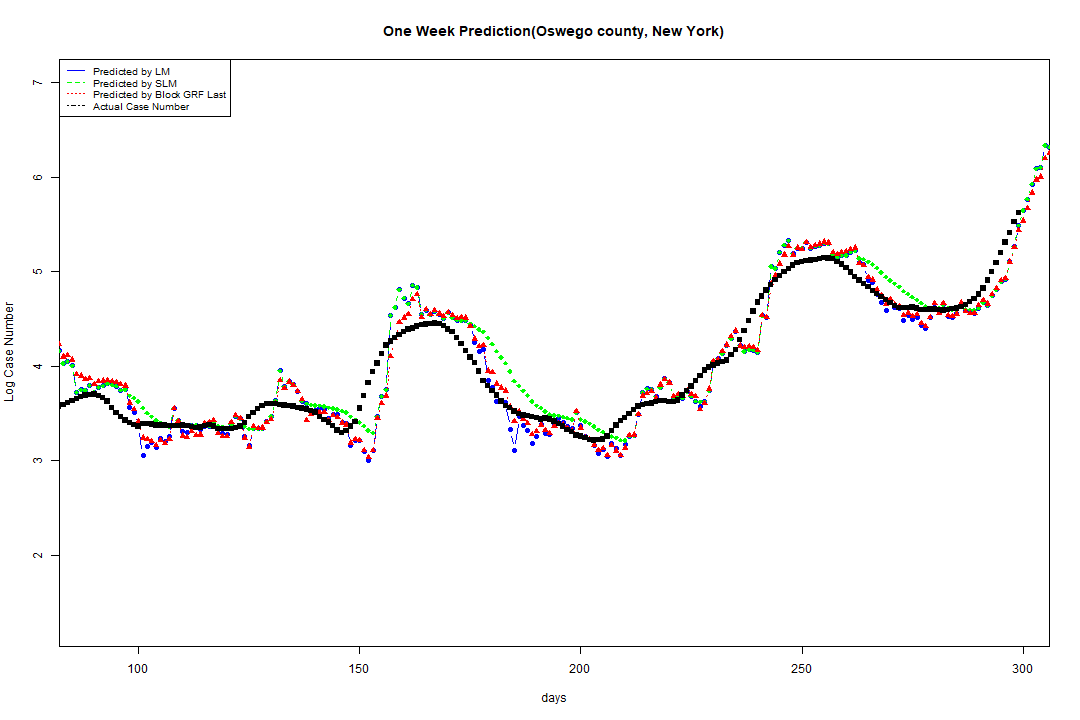 One Week Prediction(Oswego county, New York)
Predicted by LM
Predicted by SLM
Predicted by Block GRF Last
Actual Case Number
7
6
5
4
3
2
Log Case Number
100 150 200 250 300
days